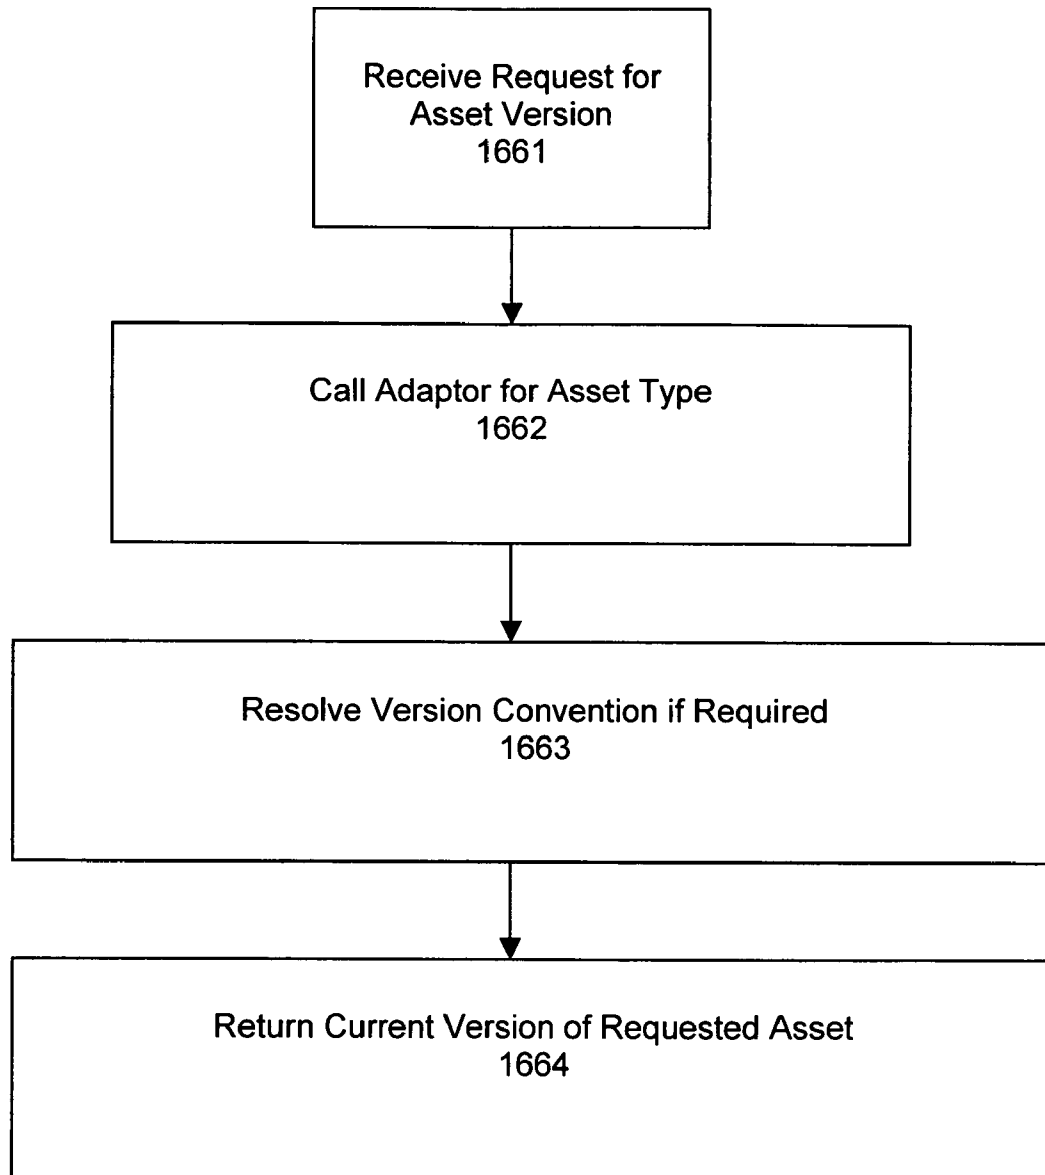 Receive Request for
Asset Version
1661
Call Adaptor for Asset Type
1662
Resolve Version Convention if Required
1663
Return Current Version of Requested Asset
1664